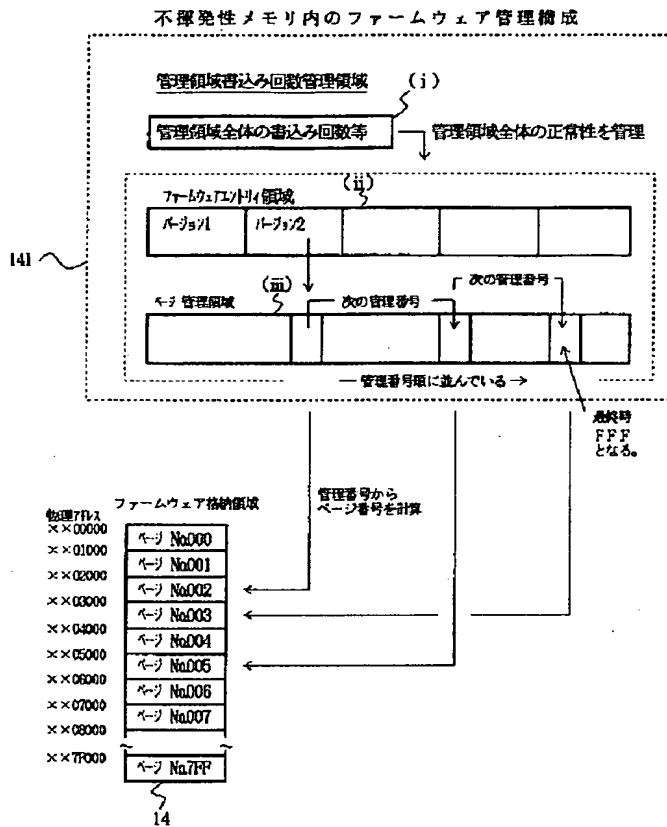 不揮発性メモリ内のファームウェア管理構成
管理領域書込み回数管理領域
(i)
管理領域全体の書込み回数等
管理領域全体の正常性を管理
(ii)
ファームウェアエントリィ領域
バージョン1
バージョン2
141
(iii)
ページ管理領域
次の管理番号
次の管理番号
管理番号順に並んでいる
最終時
FFF
となる。
管理番号から
ページ番号を計算
ファームウェア格納領域
物理アドレス
××00000
ページ No.000
××01000
ページ No.001
××02000
ページ No.002
××03000
ページ No.003
××04000
ページ No.004
××05000
ページ No.005
××06000
ページ No.006
××07000
ページ No.007
××08000
××7F000
ページ No.7FF
14